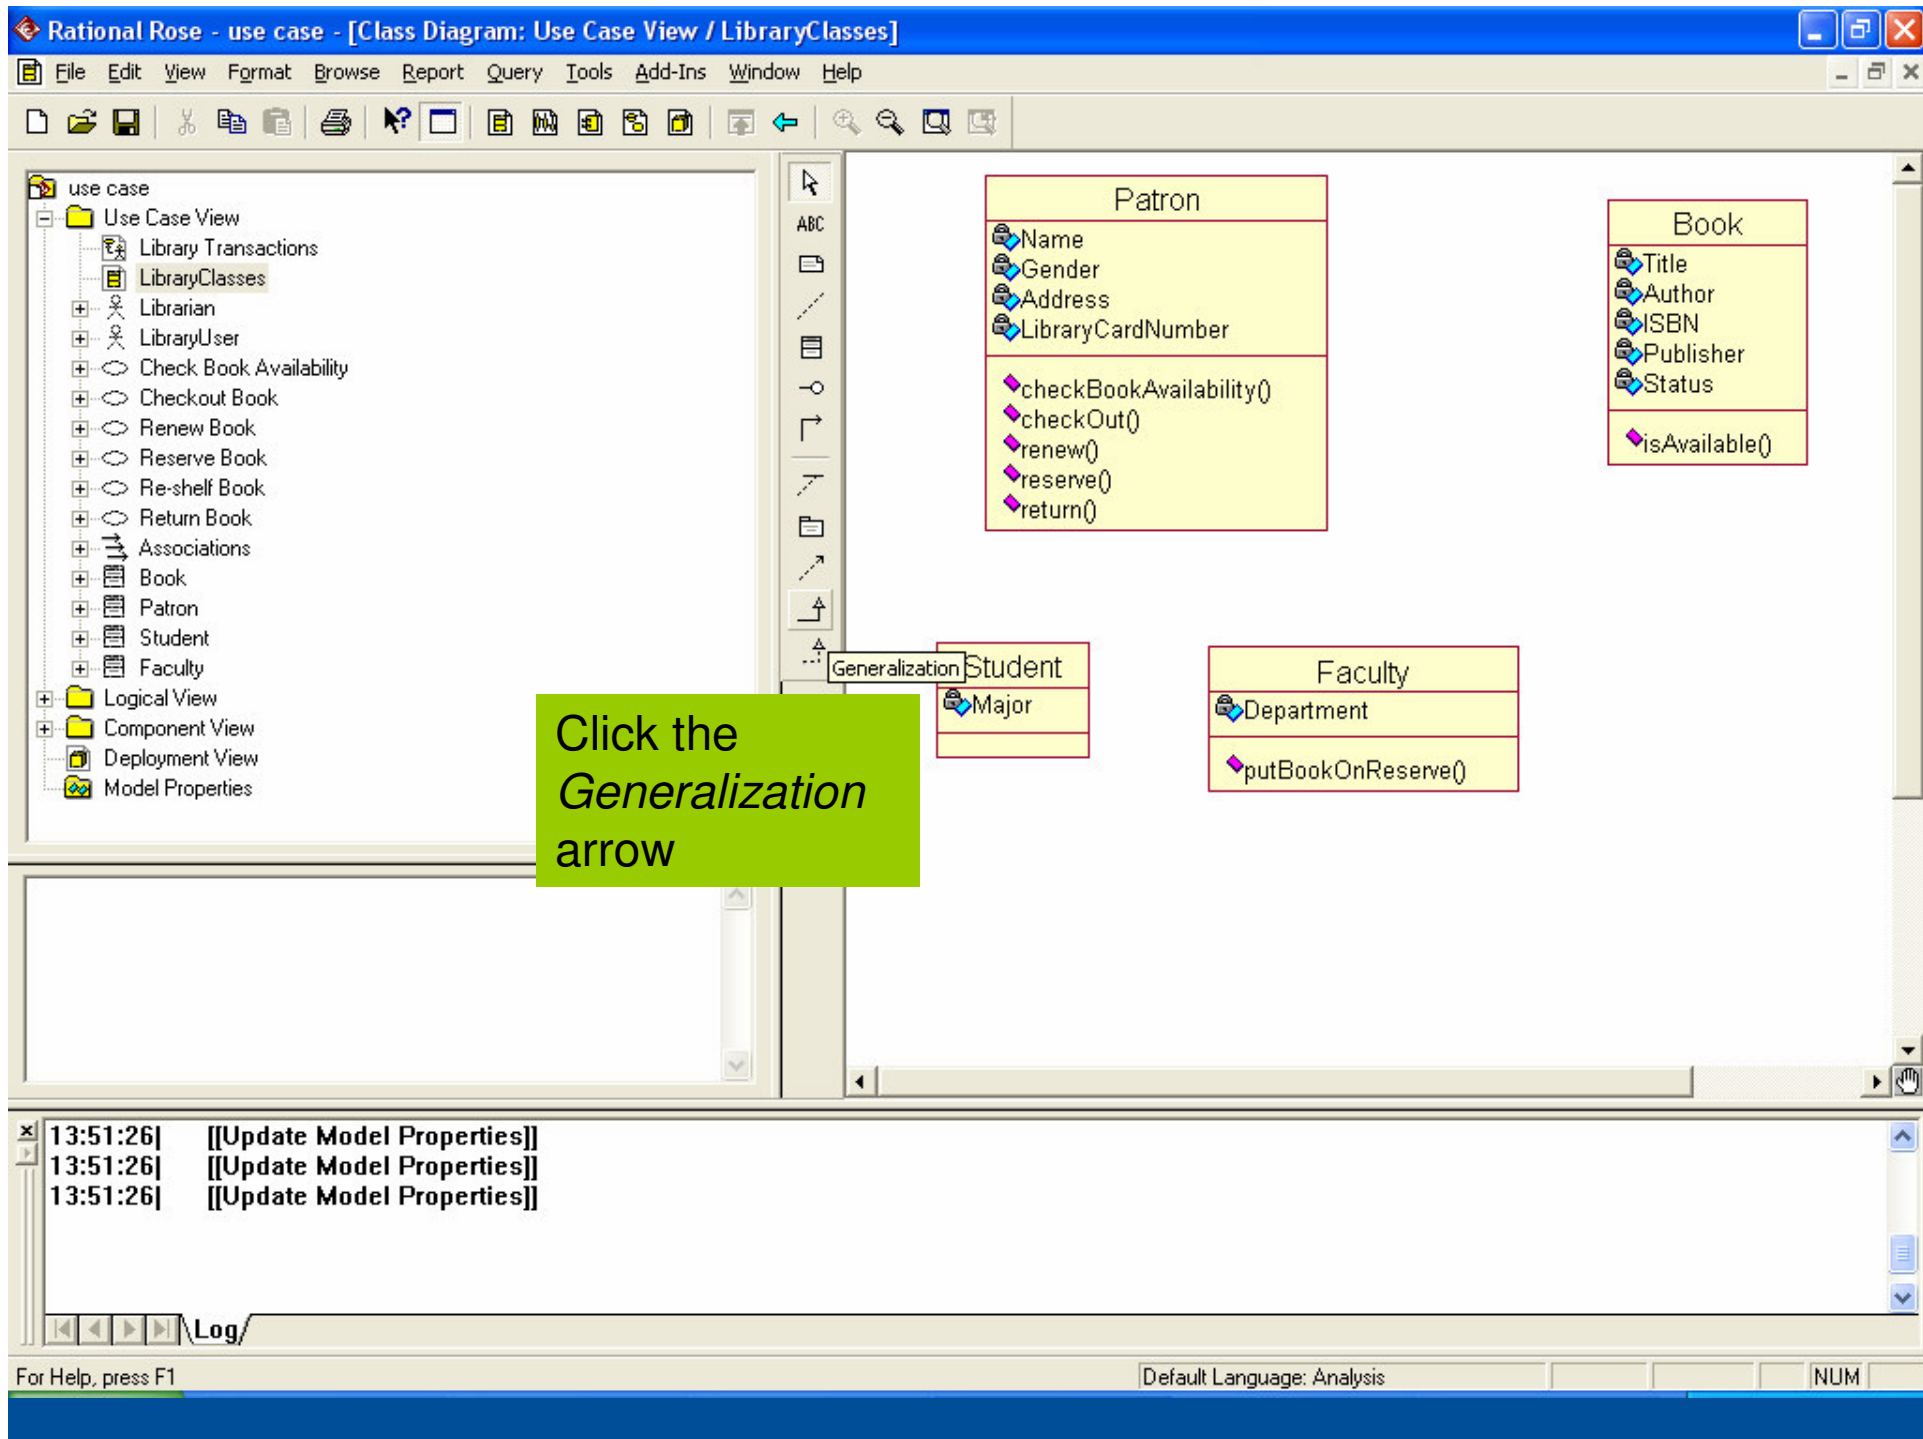 Rational Rose - use case - [Class Diagram: Use Case View / LibraryClasses]
File Edit View Format Browse Report Query Tools Add-Ins Window Help
use case
Use Case View
Library Transactions
LibraryClasses
Librarian
LibraryUser
Check Book Availability
Checkout Book
Renew Book
Reserve Book
Re-shelf Book
Return Book
Associations
Book
Patron
Student
Faculty
Logical View
Component View
Deployment View
Model Properties
ABC
Generalization
Patron
Name
Gender
Address
LibraryCardNumber
checkBookAvailability()
checkOut()
renew()
reserve()
return()
Book
Title
Author
ISBN
Publisher
Status
isAvailable()
Student
Major
Faculty
Department
putBookOnReserve()
Click the
Generalization
arrow
13:51:26| [[Update Model Properties]]
13:51:26| [[Update Model Properties]]
13:51:26| [[Update Model Properties]]
Log
For Help, press F1
Default Language: Analysis
NUM